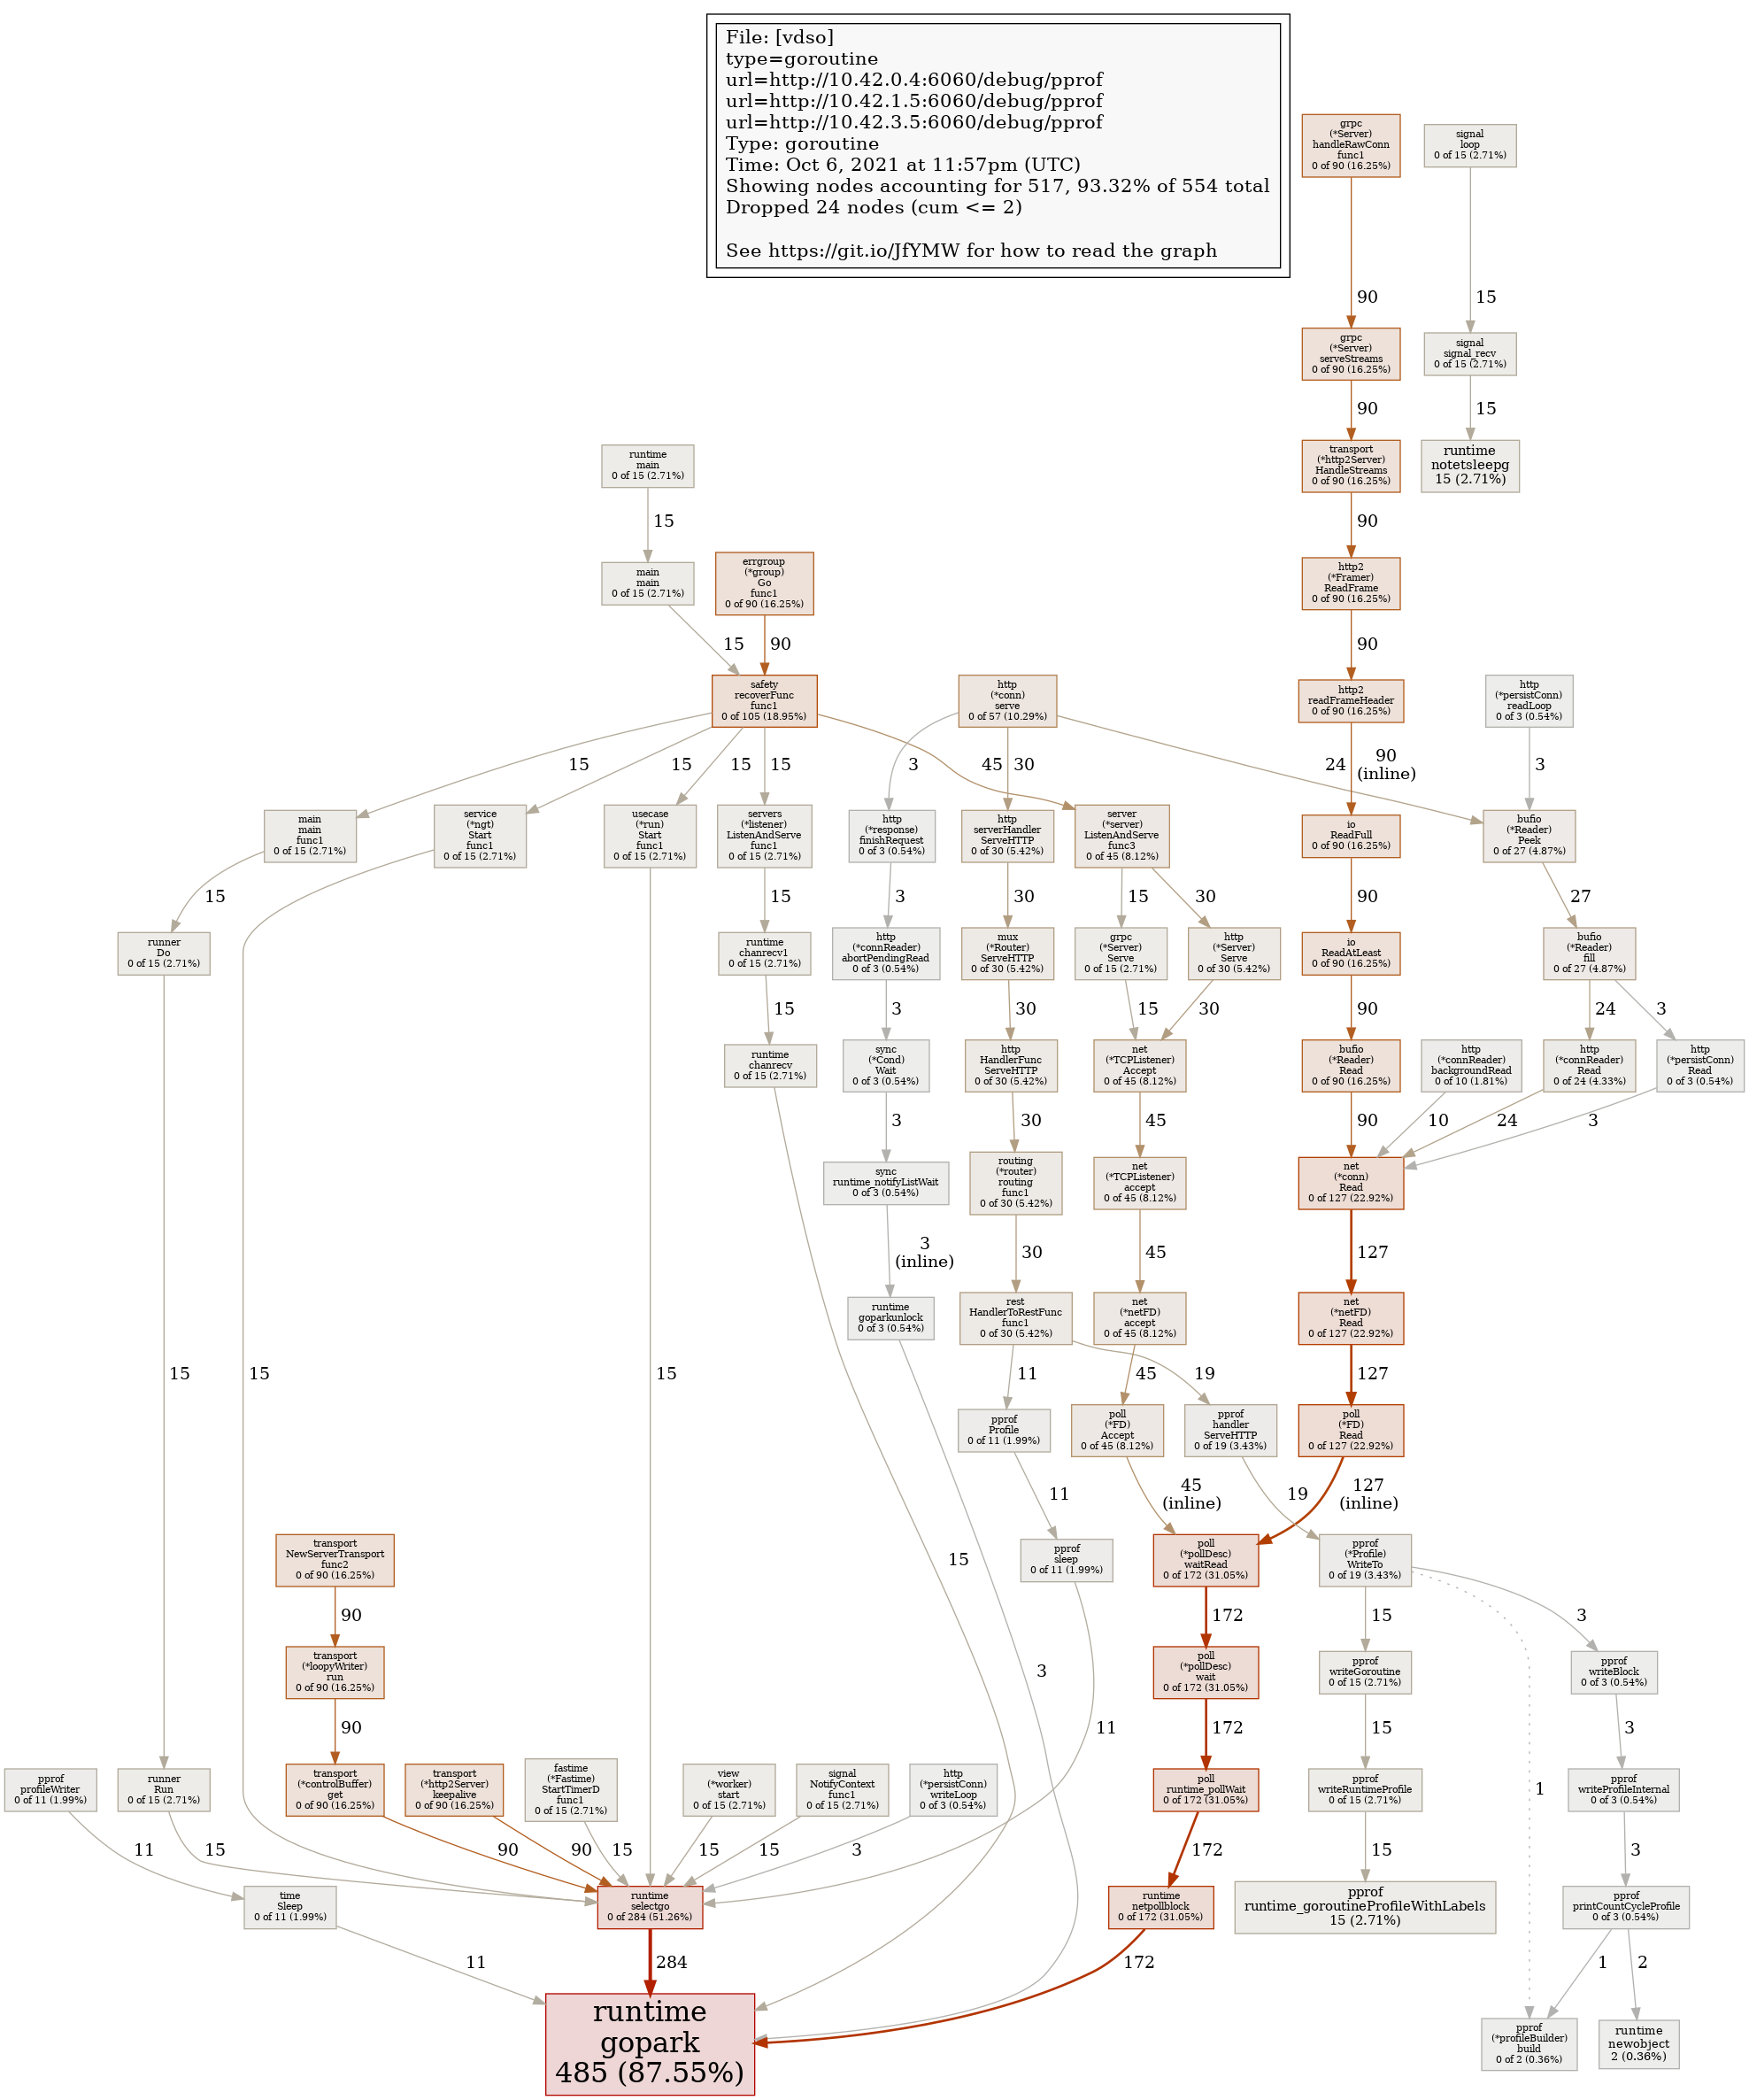 File: [vdso]
type=goroutine
url=http://10.42.0.4:6060/debug/pprof
url=http://10.42.1.5:6060/debug/pprof
url=http://10.42.3.5:6060/debug/pprof
Type: goroutine
Time: Oct 6, 2021 at 11:57pm (UTC)
Showing nodes accounting for 517, 93.32% of 554 total
Dropped 24 nodes (cum <= 2)
See https://git.io/JfYMW for how to read the graph
grpc
(*Server)
handleRawConn
func1
0 of 90 (16.25%)
signal
loop
0 of 15 (2.71%)
90
15
grpc
(*Server)
serveStreams
0 of 90 (16.25%)
signal
signal_recv
0 of 15 (2.71%)
90
15
runtime
main
0 of 15 (2.71%)
transport
(*http2Server)
HandleStreams
0 of 90 (16.25%)
runtime
notetsleepg
15 (2.71%)
15
90
main
main
0 of 15 (2.71%)
errgroup
(*group)
Go
func1
0 of 90 (16.25%)
http2
(*Framer)
ReadFrame
0 of 90 (16.25%)
15
90
90
safety
recoverFunc
func1
0 of 105 (18.95%)
http
(*conn)
serve
0 of 57 (10.29%)
http2
readFrameHeader
0 of 90 (16.25%)
http
(*persistConn)
readLoop
0 of 3 (0.54%)
15
15
15
15
3
45
30
24
90
(inline)
3
main
main
func1
0 of 15 (2.71%)
service
(*ngt)
Start
func1
0 of 15 (2.71%)
usecase
(*run)
Start
func1
0 of 15 (2.71%)
servers
(*listener)
ListenAndServe
func1
0 of 15 (2.71%)
http
(*response)
finishRequest
0 of 3 (0.54%)
http
serverHandler
ServeHTTP
0 of 30 (5.42%)
server
(*server)
ListenAndServe
func3
0 of 45 (8.12%)
io
ReadFull
0 of 90 (16.25%)
bufio
(*Reader)
Peek
0 of 27 (4.87%)
15
15
3
30
15
30
90
27
runner
Do
0 of 15 (2.71%)
runtime
chanrecv1
0 of 15 (2.71%)
http
(*connReader)
abortPendingRead
0 of 3 (0.54%)
mux
(*Router)
ServeHTTP
0 of 30 (5.42%)
grpc
(*Server)
Serve
0 of 15 (2.71%)
http
(*Server)
Serve
0 of 30 (5.42%)
io
ReadAtLeast
0 of 90 (16.25%)
bufio
(*Reader)
fill
0 of 27 (4.87%)
15
3
30
15
30
90
24
3
runtime
chanrecv
0 of 15 (2.71%)
sync
(*Cond)
Wait
0 of 3 (0.54%)
http
HandlerFunc
ServeHTTP
0 of 30 (5.42%)
net
(*TCPListener)
Accept
0 of 45 (8.12%)
bufio
(*Reader)
Read
0 of 90 (16.25%)
http
(*connReader)
backgroundRead
0 of 10 (1.81%)
http
(*connReader)
Read
0 of 24 (4.33%)
http
(*persistConn)
Read
0 of 3 (0.54%)
3
30
45
90
10
24
3
sync
runtime_notifyListWait
0 of 3 (0.54%)
routing
(*router)
routing
func1
0 of 30 (5.42%)
net
(*TCPListener)
accept
0 of 45 (8.12%)
net
(*conn)
Read
0 of 127 (22.92%)
3
(inline)
30
45
127
runtime
goparkunlock
0 of 3 (0.54%)
rest
HandlerToRestFunc
func1
0 of 30 (5.42%)
net
(*netFD)
accept
0 of 45 (8.12%)
net
(*netFD)
Read
0 of 127 (22.92%)
15
15
15
11
45
19
127
pprof
Profile
0 of 11 (1.99%)
poll
(*FD)
Accept
0 of 45 (8.12%)
pprof
handler
ServeHTTP
0 of 19 (3.43%)
poll
(*FD)
Read
0 of 127 (22.92%)
11
45
(inline)
19
127
(inline)
transport
NewServerTransport
func2
0 of 90 (16.25%)
15
pprof
sleep
0 of 11 (1.99%)
poll
(*pollDesc)
waitRead
0 of 172 (31.05%)
pprof
(*Profile)
WriteTo
0 of 19 (3.43%)
90
172
15
3
transport
(*loopyWriter)
run
0 of 90 (16.25%)
3
poll
(*pollDesc)
wait
0 of 172 (31.05%)
pprof
writeGoroutine
0 of 15 (2.71%)
pprof
writeBlock
0 of 3 (0.54%)
90
11
172
15
3
pprof
profileWriter
0 of 11 (1.99%)
runner
Run
0 of 15 (2.71%)
transport
(*controlBuffer)
get
0 of 90 (16.25%)
transport
(*http2Server)
keepalive
0 of 90 (16.25%)
fastime
(*Fastime)
StartTimerD
func1
0 of 15 (2.71%)
view
(*worker)
start
0 of 15 (2.71%)
signal
NotifyContext
func1
0 of 15 (2.71%)
http
(*persistConn)
writeLoop
0 of 3 (0.54%)
poll
runtime_pollWait
0 of 172 (31.05%)
pprof
writeRuntimeProfile
0 of 15 (2.71%)
1
pprof
writeProfileInternal
0 of 3 (0.54%)
11
15
90
90
15
15
15
3
172
15
3
time
Sleep
0 of 11 (1.99%)
runtime
selectgo
0 of 284 (51.26%)
runtime
netpollblock
0 of 172 (31.05%)
pprof
runtime_goroutineProfileWithLabels
15 (2.71%)
pprof
printCountCycleProfile
0 of 3 (0.54%)
11
284
172
1
2
runtime
gopark
485 (87.55%)
pprof
(*profileBuilder)
build
0 of 2 (0.36%)
runtime
newobject
2 (0.36%)